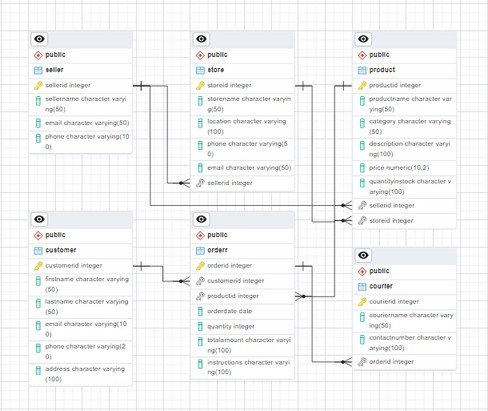 public
seller
sellerid integer
sellername character varyi
ng(50)
email character varying(50)
phone character varying(10
0)
public
store
storeid integer
storename character varyin
g(50)
location character varying
(100)
phone character varying(5
0)
email character varying(50)
sellerid integer
public
product
productid integer
productname character var
ying(50)
category character varying
(50)
description character varyi
ng(100)
price numeric(10,2)
quantityinstock character v
arying(100)
sellerid integer
storeid integer
public
customer
customerid integer
firstname character varying
(50)
lastname character varying
(50)
email character varying(10
0)
phone character varying(2
0)
address character varying
(100)
public
orderr
orderid integer
customerid integer
productid integer
orderdate date
quantity integer
totalamount character varyi
ng(100)
instructions character varyi
ng(100)
public
courier
courierid integer
couriername character vary
ing(50)
contactnumber character v
arying(100)
orderid integer